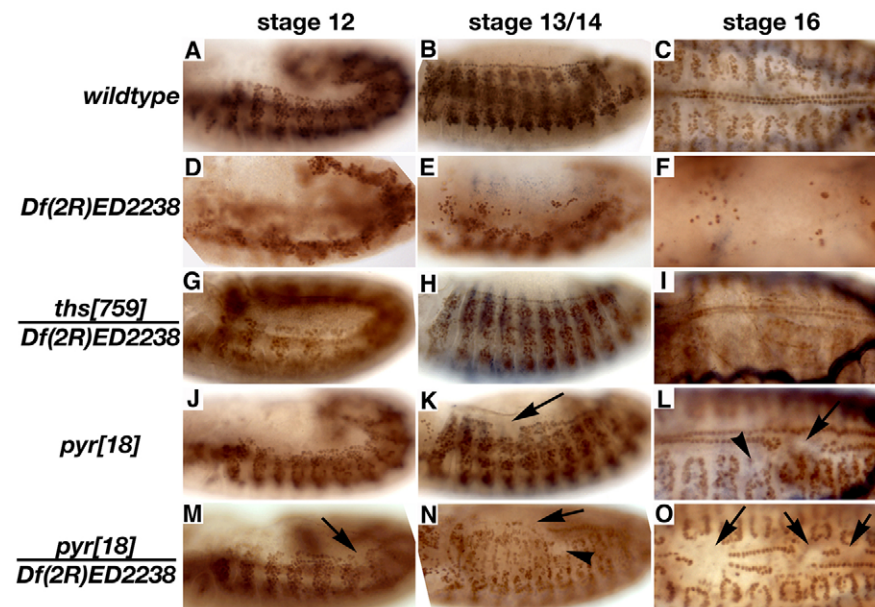 stage 12 stage 13/14 stage 16
wildtype A B C
Df(2R)ED2238 D E F
ths[759] G H I
Df(2R)ED2238
pyr[18] J K L
pyr[18] M N O
Df(2R)ED2238